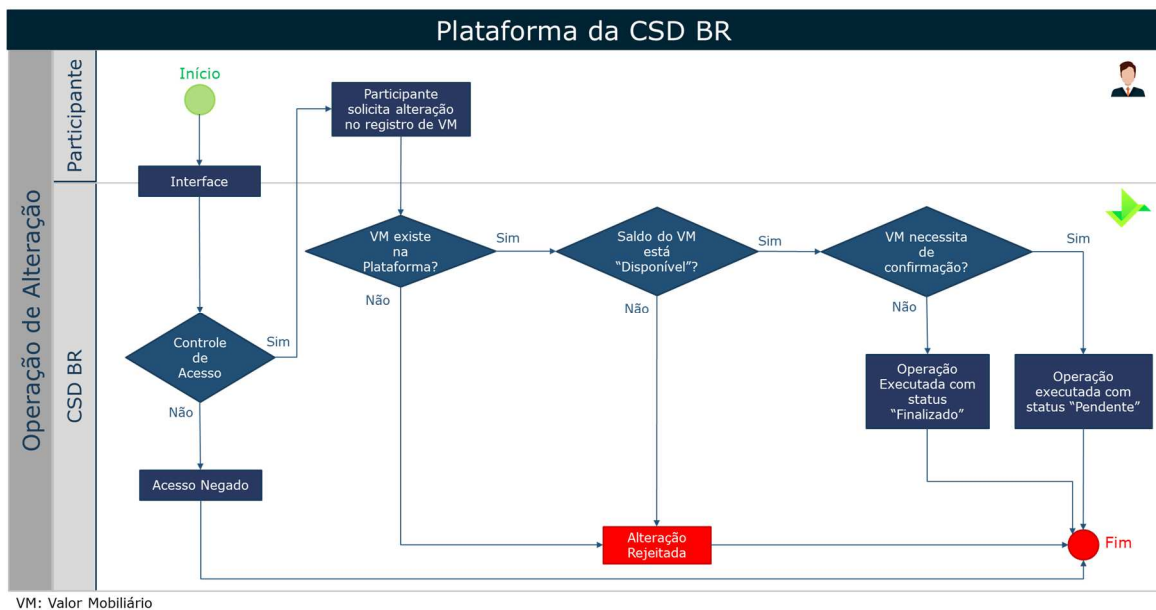 Plataforma da CSD BR
Operação de Alteração
Participante
CSD BR
Início
Interface
Participante
solicita alteração
no registro de VM
Controle
de
Acesso
Sim
Não
Acesso Negado
VM existe
na
Plataforma?
Sim
Não
Saldo do VM
está
“Disponível”?
Sim
Não
VM necessita
de
confirmação?
Sim
Não
Operação
Executada com
status
“Finalizado”
Operação
executada com
status “Pendente”
Alteração
Rejeitada
Fim
VM: Valor Mobiliário